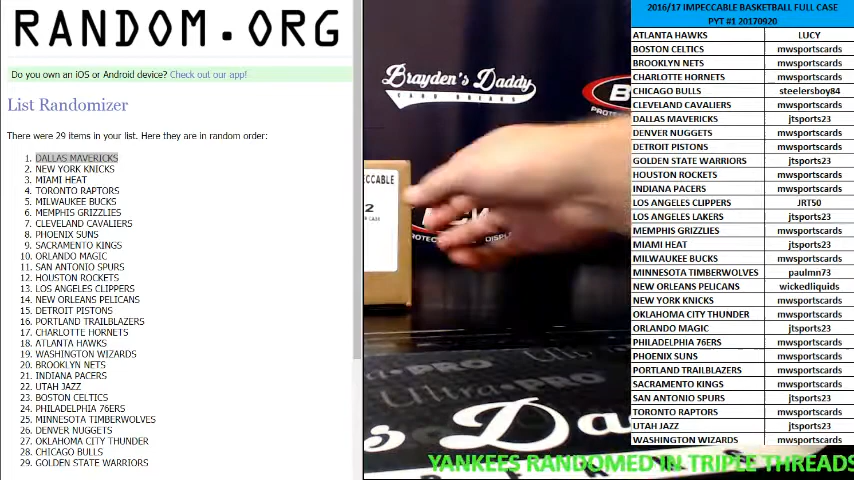 RANDOM.ORG
Do you own an iOS or Android device? Check out our app!
List Randomizer
There were 29 items in your list. Here they are in random order:
1. DALLAS MAVERICKS
2. NEW YORK KNICKS
3. MIAMI HEAT
4. TORONTO RAPTORS
5. MILWAUKEE BUCKS
6. MEMPHIS GRIZZLIES
7. CLEVELAND CAVALIERS
8. PHOENIX SUNS
9. SACRAMENTO KINGS
10. ORLANDO MAGIC
11. SAN ANTONIO SPURS
12. HOUSTON ROCKETS
13. LOS ANGELES CLIPPERS
14. NEW ORLEANS PELICANS
15. DETROIT PISTONS
16. PORTLAND TRAILBLAZERS
17. CHARLOTTE HORNETS
18. ATLANTA HAWKS
19. WASHINGTON WIZARDS
20. BROOKLYN NETS
21. INDIANA PACERS
22. UTAH JAZZ
23. BOSTON CELTICS
24. PHILADELPHIA 76ERS
25. MINNESOTA TIMBERWOLVES
26. DENVER NUGGETS
27. OKLAHOMA CITY THUNDER
28. CHICAGO BULLS
29. GOLDEN STATE WARRIORS
Brayden's Daddy
CARD BREAKS
B
ECCABLE
2
CASE
PROTEC
DISPL
UltraPRO
s Da
YANKEES RANDOMED IN TRIPLE THREADS
2016/17 IMPECCABLE BASKETBALL FULL CASE
PYT #1 20170920
ATLANTA HAWKS LUCY
BOSTON CELTICS mwsportscards
BROOKLYN NETS mwsportscards
CHARLOTTE HORNETS mwsportscards
CHICAGO BULLS steelersboy84
CLEVELAND CAVALIERS mwsportscards
DALLAS MAVERICKS jtsports23
DENVER NUGGETS mwsportscards
DETROIT PISTONS mwsportscards
GOLDEN STATE WARRIORS jtsports23
HOUSTON ROCKETS mwsportscards
INDIANA PACERS mwsportscards
LOS ANGELES CLIPPERS JRT50
LOS ANGELES LAKERS jtsports23
MEMPHIS GRIZZLIES mwsportscards
MIAMI HEAT jtsports23
MILWAUKEE BUCKS mwsportscards
MINNESOTA TIMBERWOLVES paulmn73
NEW ORLEANS PELICANS wickedliquids
NEW YORK KNICKS mwsportscards
OKLAHOMA CITY THUNDER mwsportscards
ORLANDO MAGIC jtsports23
PHILADELPHIA 76ERS mwsportscards
PHOENIX SUNS mwsportscards
PORTLAND TRAILBLAZERS mwsportscards
SACRAMENTO KINGS mwsportscards
SAN ANTONIO SPURS jtsports23
TORONTO RAPTORS mwsportscards
UTAH JAZZ jtsports23
WASHINGTON WIZARDS mwsportscards